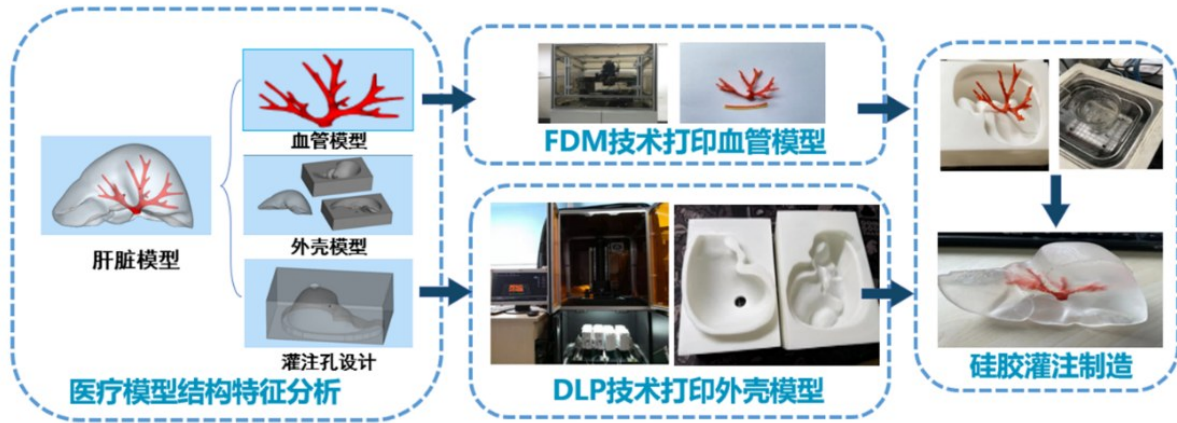 肝脏模型
血管模型
外壳模型
灌注孔设计
医疗模型结构特征分析
FDM技术打印血管模型
DLP技术打印外壳模型
硅胶灌注制造